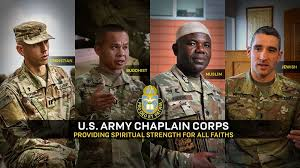 CHRISTIAN
BUDDHIST
MUSLIM
JEWISH
U.S. ARMY CHAPLAIN CORPS
PROVIDING SPIRITUAL STRENGTH FOR ALL FAITHS